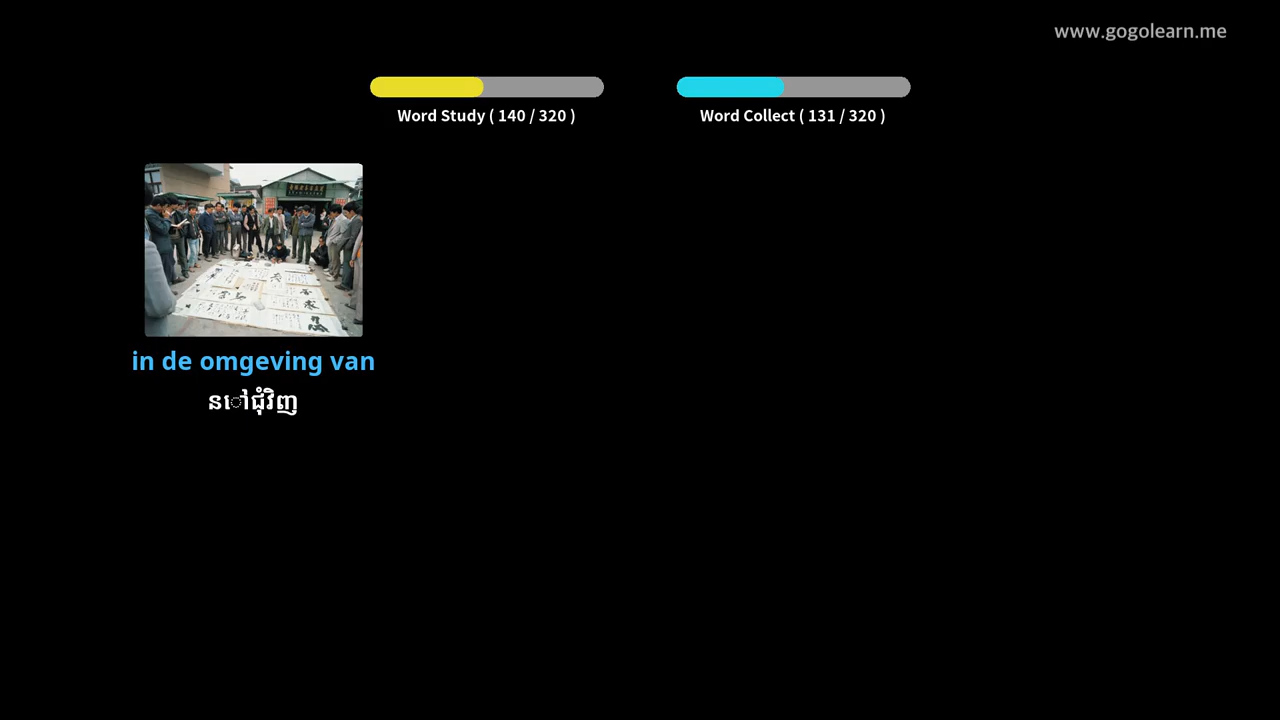 www.gogolearn.me
Word Study ( 140 / 320 )
Word Collect ( 131 / 320 )
in de omgeving van
នៅជុំវិញ